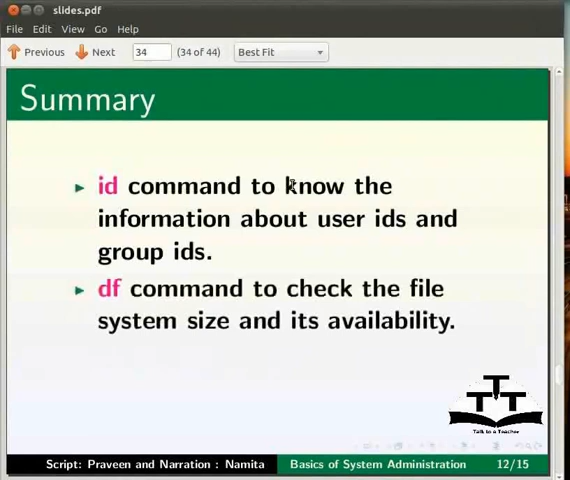 slides.pdf
File Edit View Go Help
Previous Next 34 (34 of 44) Best Fit
Summary
id command to know the
information about user ids and
group ids.
df command to check the file
system size and its availability.
TTT
Talk to a Teacher
Script: Praveen and Narration : Namita Basics of System Administration 12/15